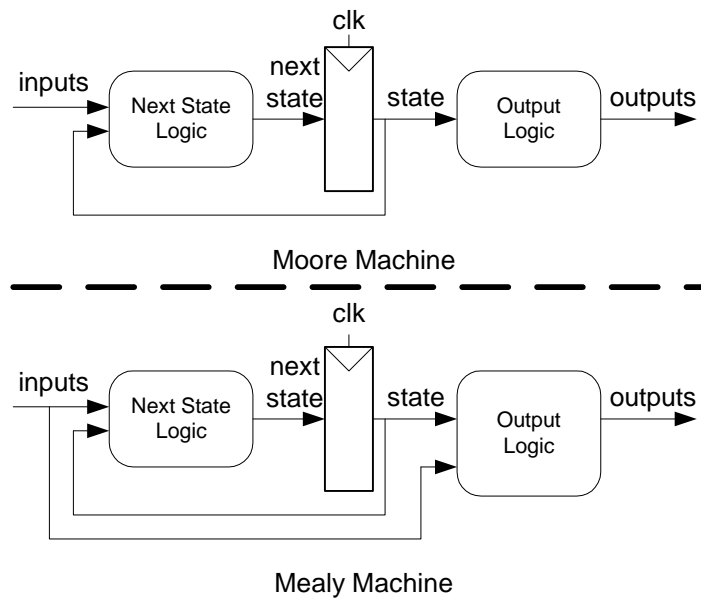 clk
inputs
Next State
Logic
next
state
state
Output
Logic
outputs
Moore Machine
clk
inputs
Next State
Logic
next
state
state
Output
Logic
outputs
Mealy Machine